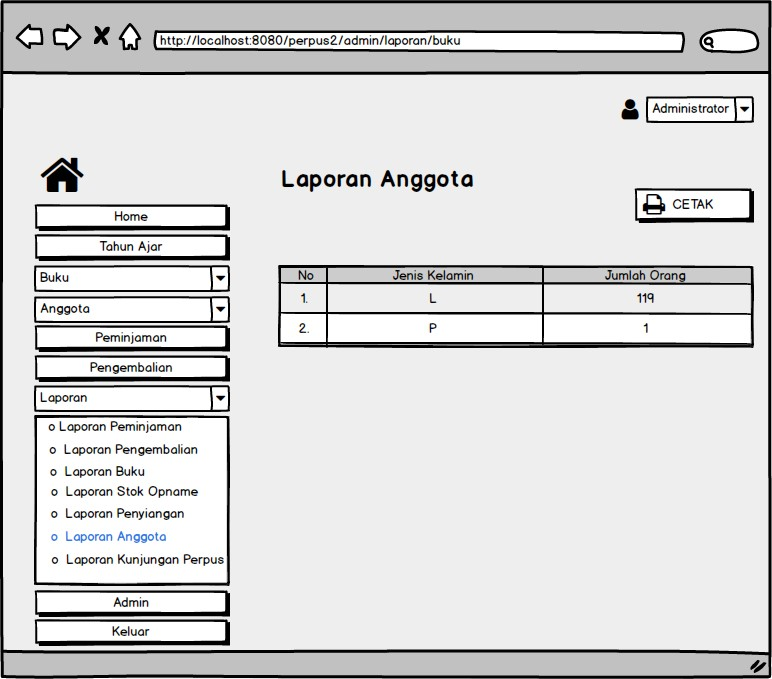 http://localhost:8080/perpus2/admin/laporan/buku
Administrator
Laporan Anggota
CETAK
Home
Tahun Ajar
Buku
Anggota
Peminjaman
Pengembalian
Laporan
o Laporan Peminjaman
o Laporan Pengembalian
o Laporan Buku
o Laporan Stok Opname
o Laporan Penyiangan
o Laporan Anggota
o Laporan Kunjungan Perpus
Admin
Keluar
No Jenis Kelamin Jumlah Orang
1. L 119
2. P 1